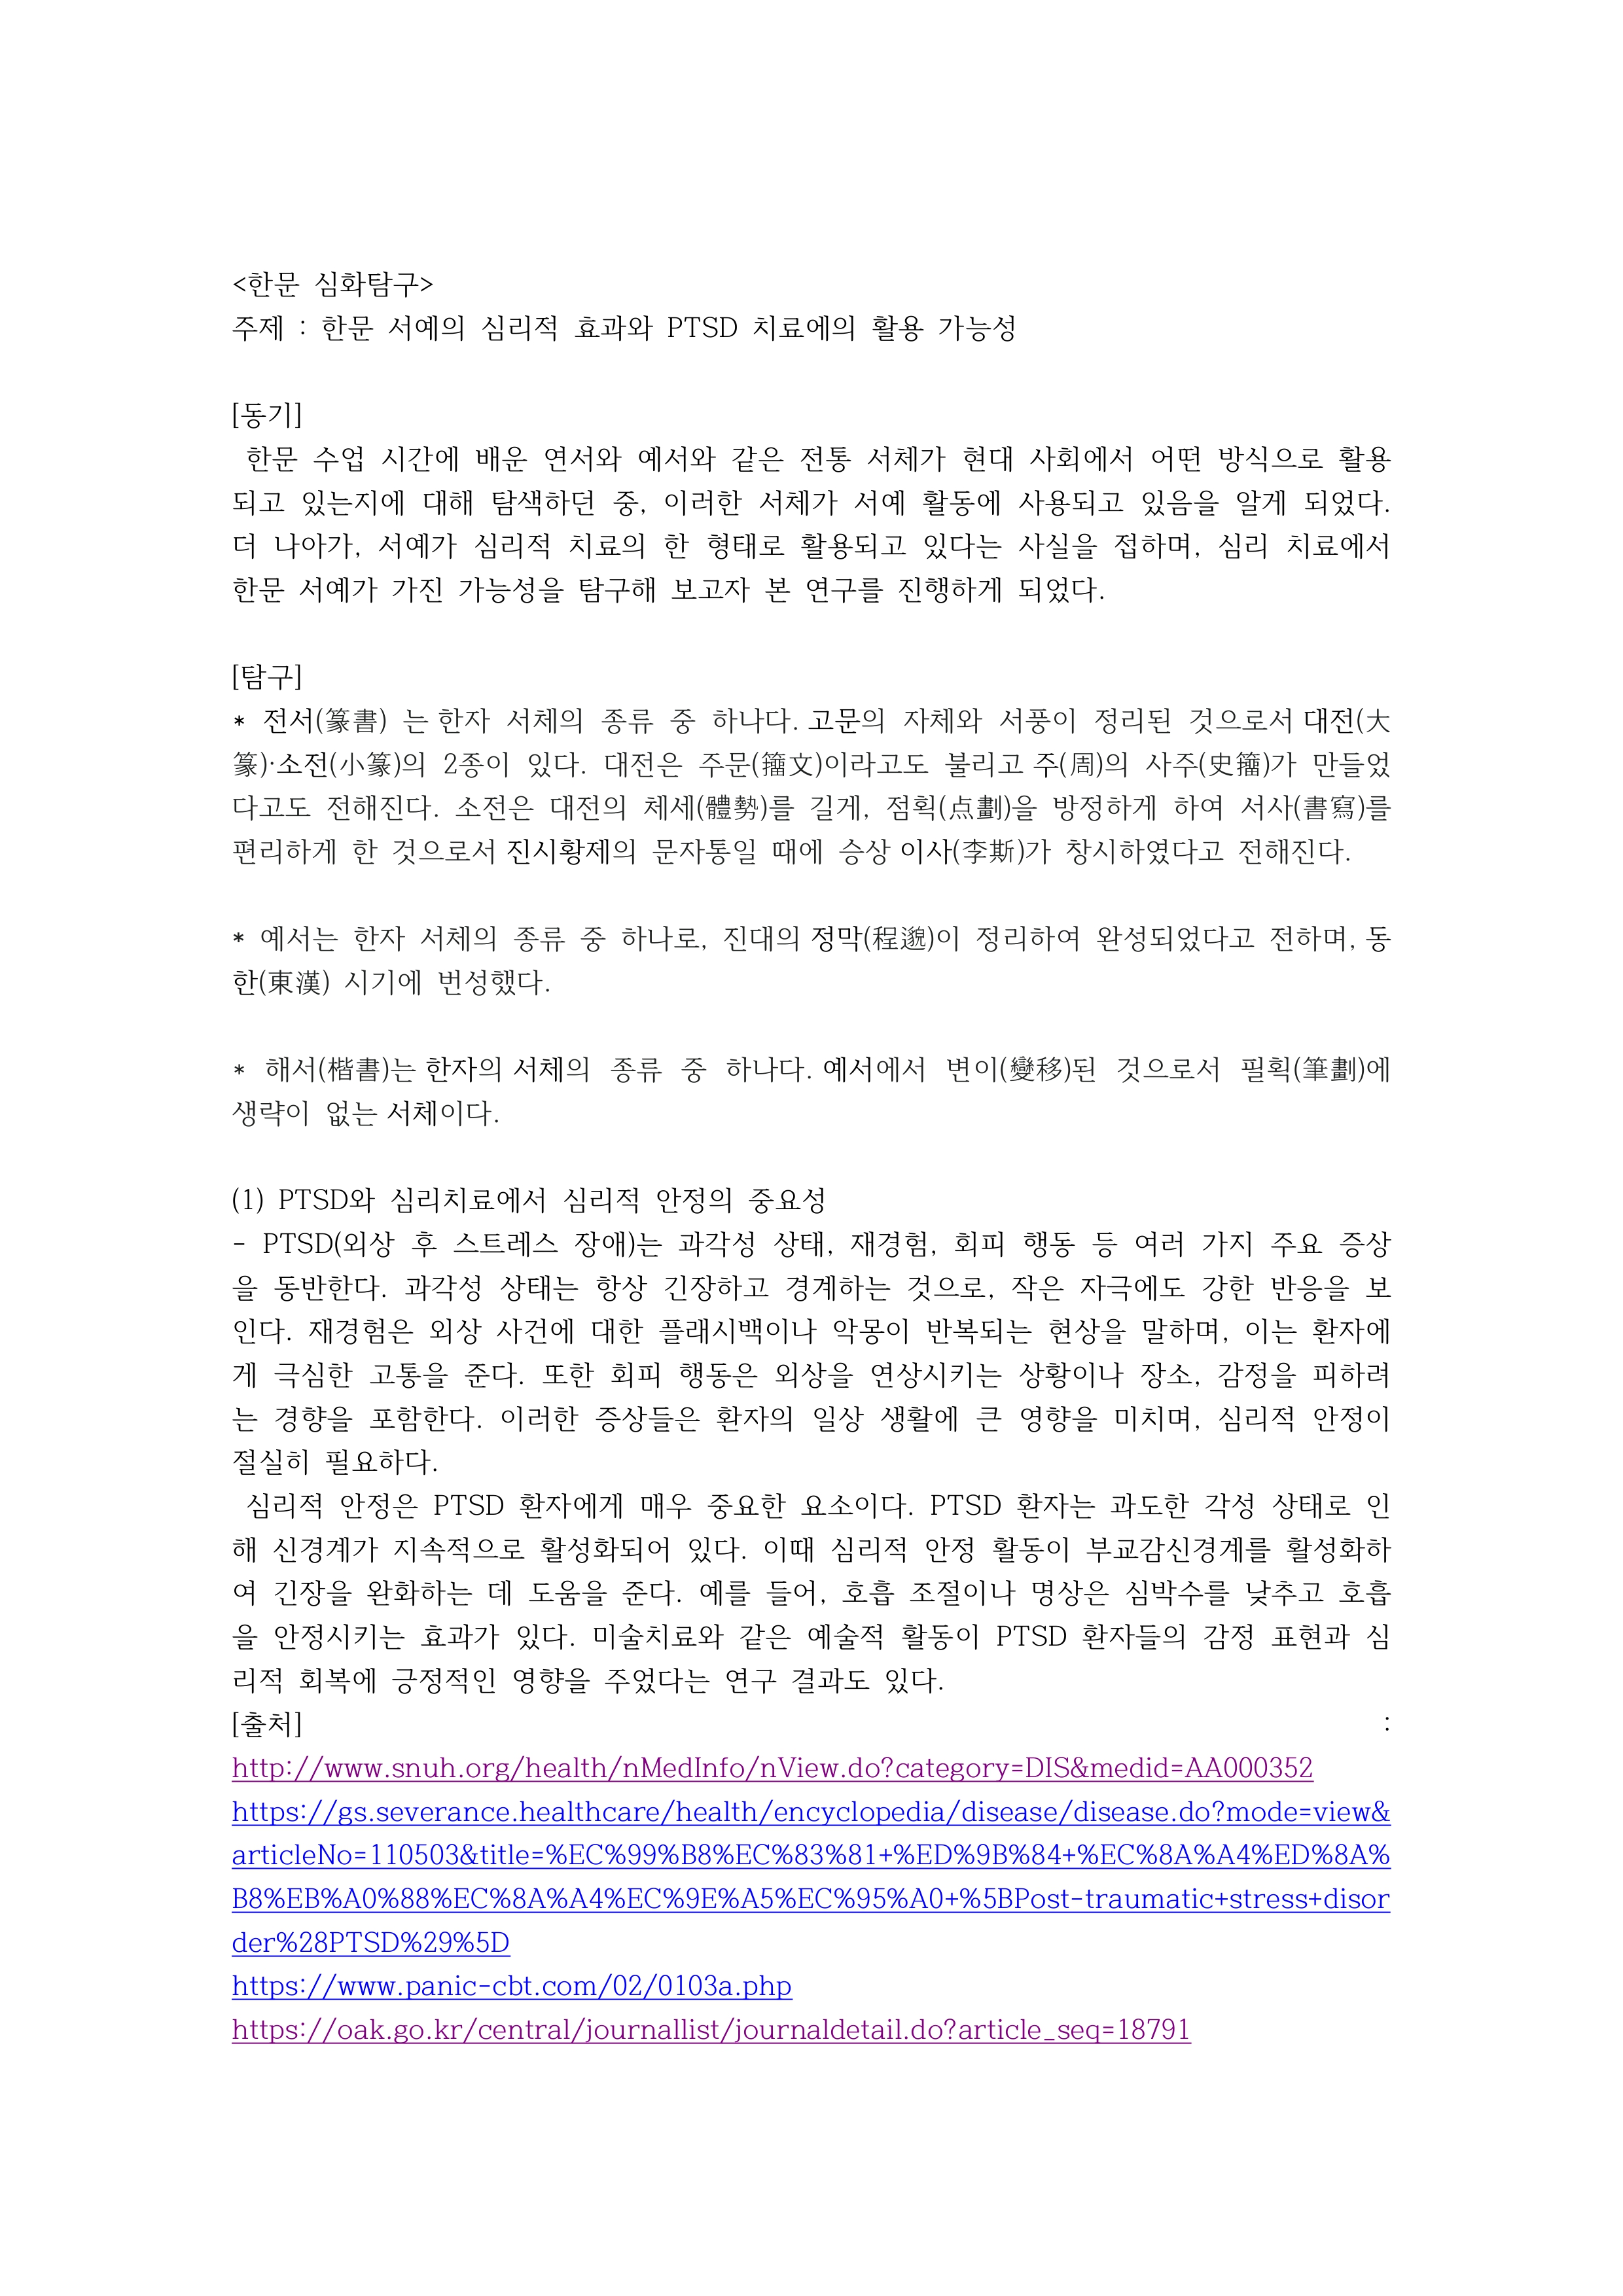 <한문 심화탐구>
주제 : 한문 서예의 심리적 효과와 PTSD 치료에의 활용 가능성
[동기]
한문 수업 시간에 배운 연서와 예서와 같은 전통 서체가 현대 사회에서 어떤 방식으로 활용
되고 있는지에 대해 탐색하던 중, 이러한 서체가 서예 활동에 사용되고 있음을 알게 되었다.
더 나아가, 서예가 심리적 치료의 한 형태로 활용되고 있다는 사실을 접하며, 심리 치료에서
한문 서예가 가진 가능성을 탐구해 보고자 본 연구를 진행하게 되었다.
[탐구]
* 전서(篆書) 는 한자 서체의 종류 중 하나다. 고문의 자체와 서풍이 정리된 것으로서 대전(大
篆)·소전(小篆)의 2종이 있다. 대전은 주문(籒文)이라고도 불리고 주(周)의 사주(史籒)가 만들었
다고도 전해진다. 소전은 대전의 체세(體勢)를 길게, 점획(点劃)을 방정하게 하여 서사(書寫)를
편리하게 한 것으로서 진시황제의 문자통일 때에 승상 이사(李斯)가 창시하였다고 전해진다.
* 예서는 한자 서체의 종류 중 하나로, 진대의 정막(程邈)이 정리하여 완성되었다고 전하며, 동
한(東漢) 시기에 번성했다.
* 해서(楷書)는 한자의 서체의 종류 중 하나다. 예서에서 변이(變移)된 것으로서 필획(筆劃)에
생략이 없는 서체이다.
(1) PTSD와 심리치료에서 심리적 안정의 중요성
- PTSD(외상 후 스트레스 장애)는 과각성 상태, 재경험, 회피 행동 등 여러 가지 주요 증상
을 동반한다. 과각성 상태는 항상 긴장하고 경계하는 것으로, 작은 자극에도 강한 반응을 보
인다. 재경험은 외상 사건에 대한 플래시백이나 악몽이 반복되는 현상을 말하며, 이는 환자에
게 극심한 고통을 준다. 또한 회피 행동은 외상을 연상시키는 상황이나 장소, 감정을 피하려
는 경향을 포함한다. 이러한 증상들은 환자의 일상 생활에 큰 영향을 미치며, 심리적 안정이
절실히 필요하다.
심리적 안정은 PTSD 환자에게 매우 중요한 요소이다. PTSD 환자는 과도한 각성 상태로 인
해 신경계가 지속적으로 활성화되어 있다. 이때 심리적 안정 활동이 부교감신경계를 활성화하
여 긴장을 완화하는 데 도움을 준다. 예를 들어, 호흡 조절이나 명상은 심박수를 낮추고 호흡
을 안정시키는 효과가 있다. 미술치료와 같은 예술적 활동이 PTSD 환자들의 감정 표현과 심
리적 회복에 긍정적인 영향을 주었다는 연구 결과도 있다.
[출처] :
http://www.snuh.org/health/nMedInfo/nView.do?category=DIS&medid=AA000352
https://gs.severance.healthcare/health/encyclopedia/disease/disease.do?mode=view&
articleNo=110503&title=%EC%99%B8%EC%83%81+%ED%9B%84+%EC%8A%A4%ED%8A%
B8%EB%A0%88%EC%8A%A4%EC%9E%A5%EC%95%A0+%5BPost-traumatic+stress+disor
der%28PTSD%29%5D
https://www.panic-cbt.com/02/0103a.php
https://oak.go.kr/central/journallist/journaldetail.do?article_seq=18791